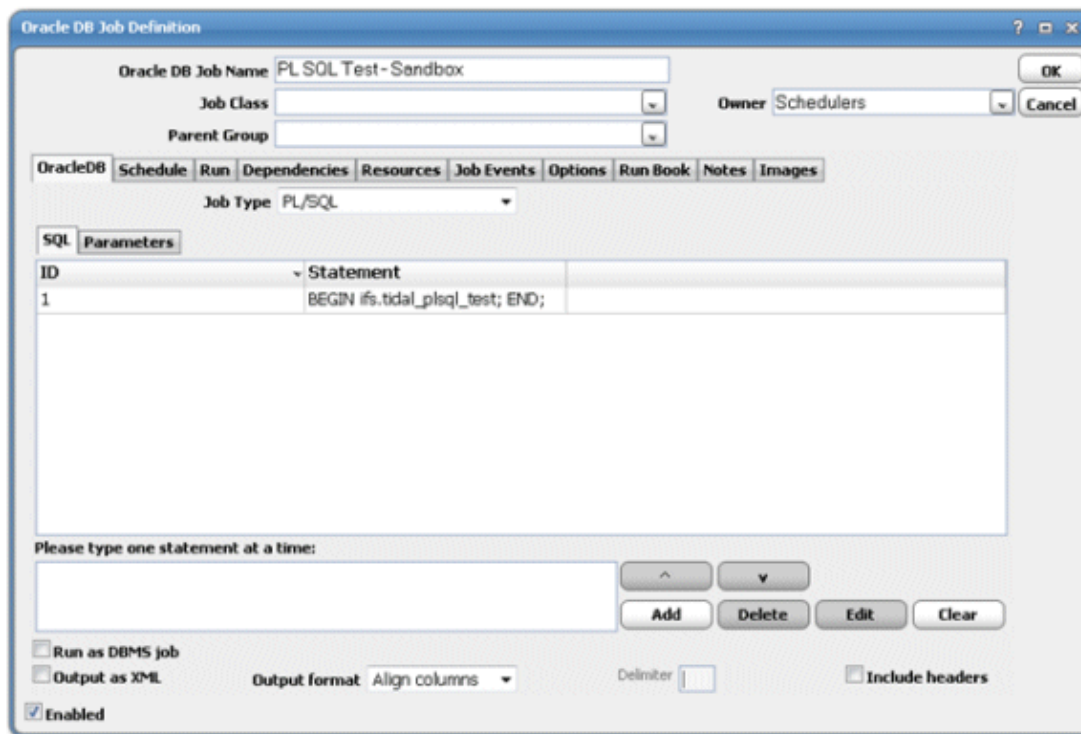 Oracle DB Job Definition ?
Oracle DB Job Name PL SQL Test-Sandbox OK
Job Class Owner Schedulers Cancel
Parent Group
OracleDB Schedule Run Dependencies Resources Job Events Options Run Book Notes Images
Job Type PL/SQL
SQL Parameters
ID Statement
1 BEGIN ifs.tidal_plsql_test; END;
Please type one statement at a time:
^ v
Add Delete Edit Clear
Run as DBMS job
Output as XML Output format Align columns Delimiter Include headers
Enabled